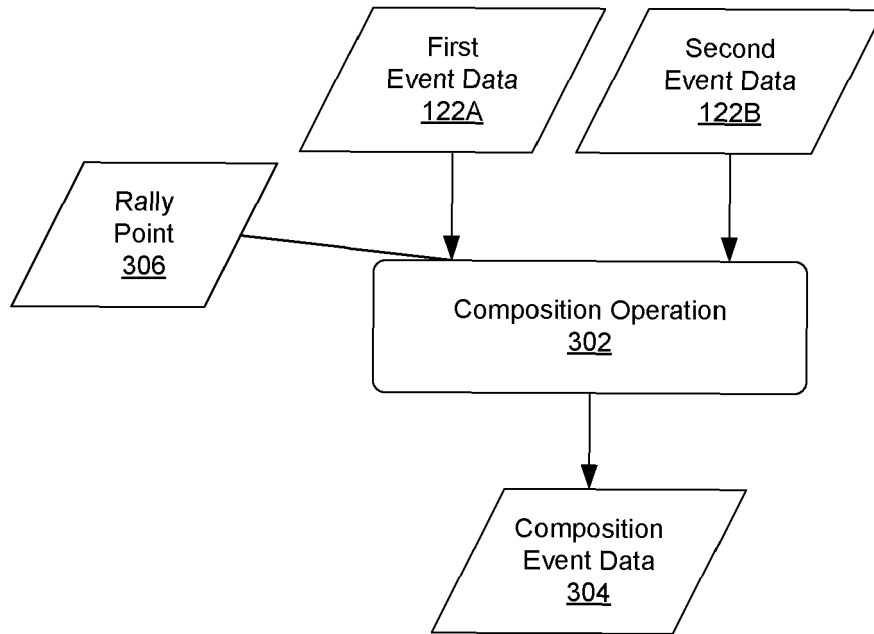 First
Event Data
122A
Second
Event Data
122B
Rally
Point
306
Composition Operation
302
Composition
Event Data
304